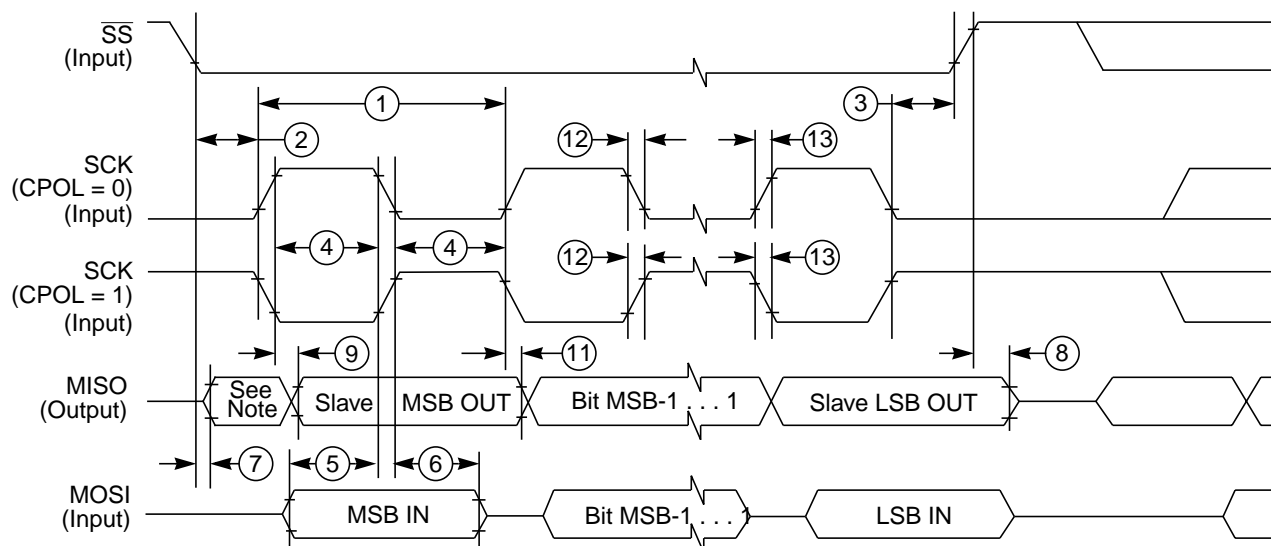 SS
(Input)
1
3
2
12
13
SCK
(CPOL = 0)
(Input)
4
4
SCK
(CPOL = 1)
(Input)
12
13
9
11
8
MISO
(Output)
See
Note
Slave
MSB OUT
Bit MSB-1 . . . 1
Slave LSB OUT
7
5
6
MOSI
(Input)
MSB IN
Bit MSB-1 . . . 1
LSB IN